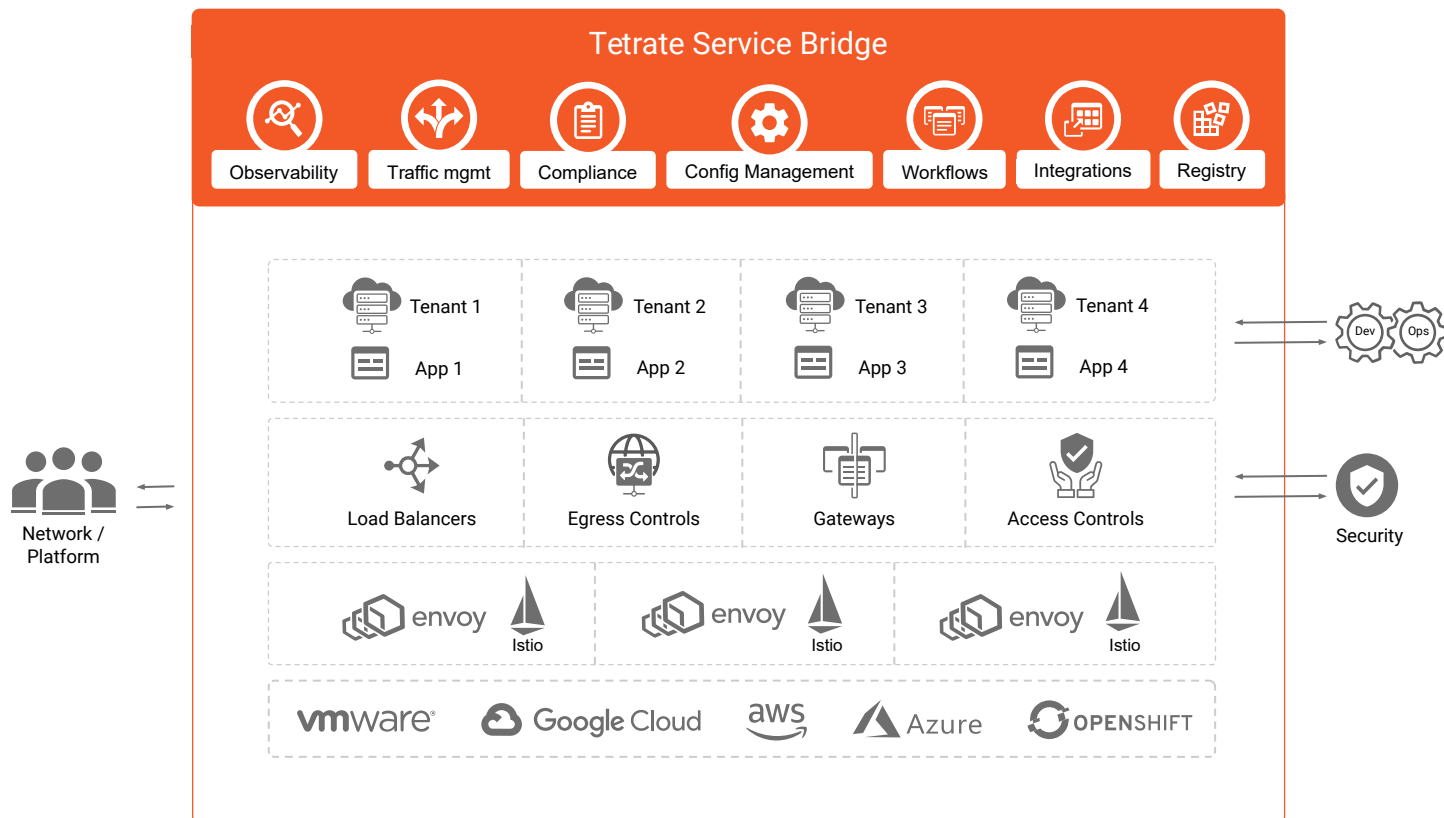 Tetrate Service Bridge
Observability
Traffic mgmt
Compliance
Config Management
Workflows
Integrations
Registry
Tenant 1
Tenant 2
Tenant 3
Tenant 4
App 1
App 2
App 3
App 4
Dev
Ops
Load Balancers
Egress Controls
Gateways
Access Controls
Network /
Platform
Security
envoy
Istio
envoy
Istio
envoy
Istio
vmware®
Google Cloud
aws
Azure
OPENSHIFT